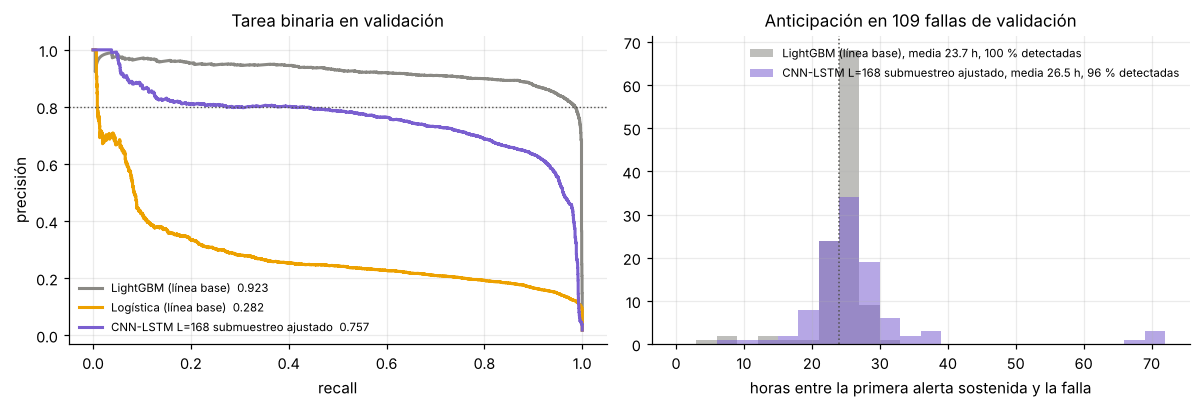 Tarea binaria en validación
1.0
0.8
0.6
0.4
0.2
0.0
precisión
LightGBM (línea base)  0.923
Logística (línea base)  0.282
CNN-LSTM L=168 submuestreo ajustado  0.757
0.0 0.2 0.4 0.6 0.8 1.0
recall
Anticipación en 109 fallas de validación
70
60
50
40
30
20
10
0
LightGBM (línea base), media 23.7 h, 100 % detectadas
CNN-LSTM L=168 submuestreo ajustado, media 26.5 h, 96 % detectadas
0 10 20 30 40 50 60 70
horas entre la primera alerta sostenida y la falla